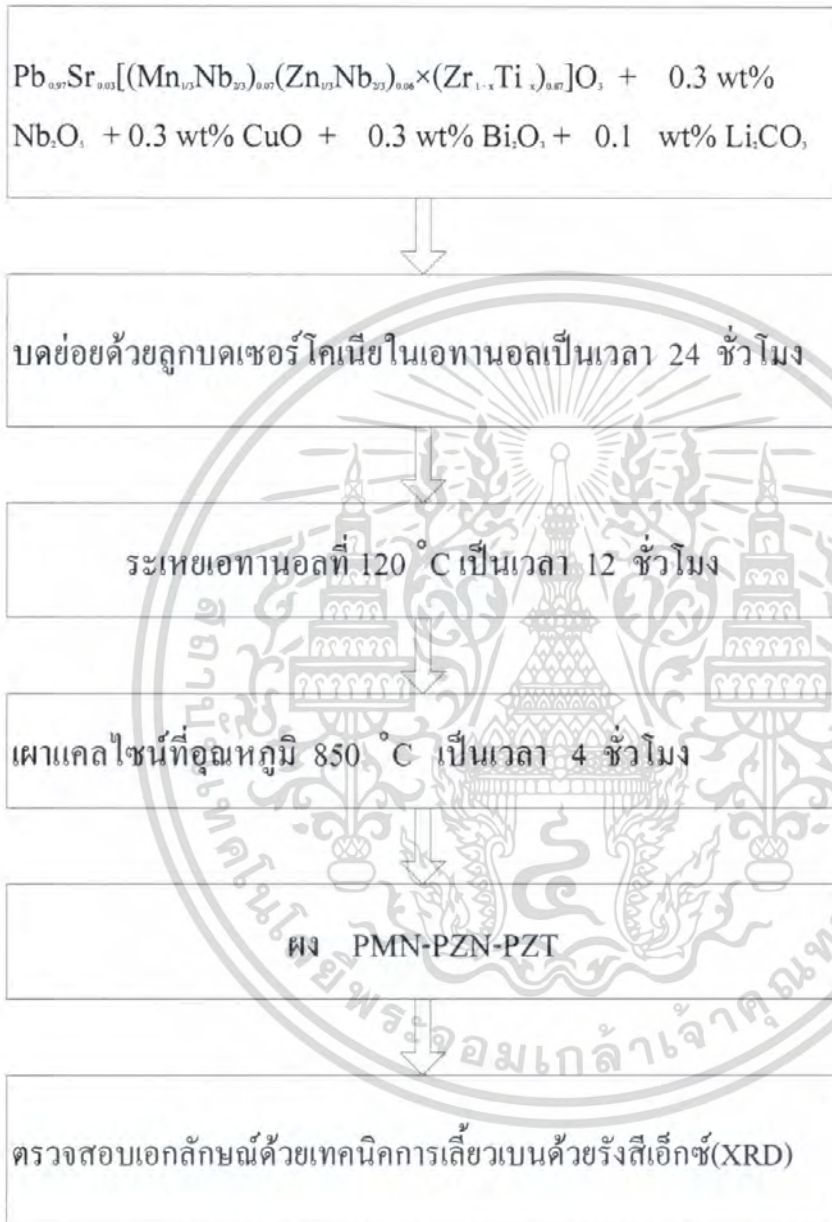 Pb₀.₉₇Sr₀.₀₃[(Mn₁/₃Nb₂/₃)₀.₀₇(Zn₁/₃Nb₂/₃)₀.₀₆×(Zr₁₋ₓTiₓ)₀.₈₇]O₃ + 0.3 wt%
Nb₂O₅ + 0.3 wt% CuO + 0.3 wt% Bi₂O₃ + 0.1 wt% Li₂CO₃
บดย่อยด้วยลูกบดเซอร์โคเนียในเอทานอลเป็นเวลา 24 ชั่วโมง
ระเหยเอทานอลที่ 120 °C เป็นเวลา 12 ชั่วโมง
เผาแคลไซน์ที่อุณหภูมิ 850 °C เป็นเวลา 4 ชั่วโมง
ผง PMN-PZN-PZT
ตรวจสอบเอกลักษณ์ด้วยเทคนิคการเลี้ยวเบนด้วยรังสีเอ็กซ์(XRD)